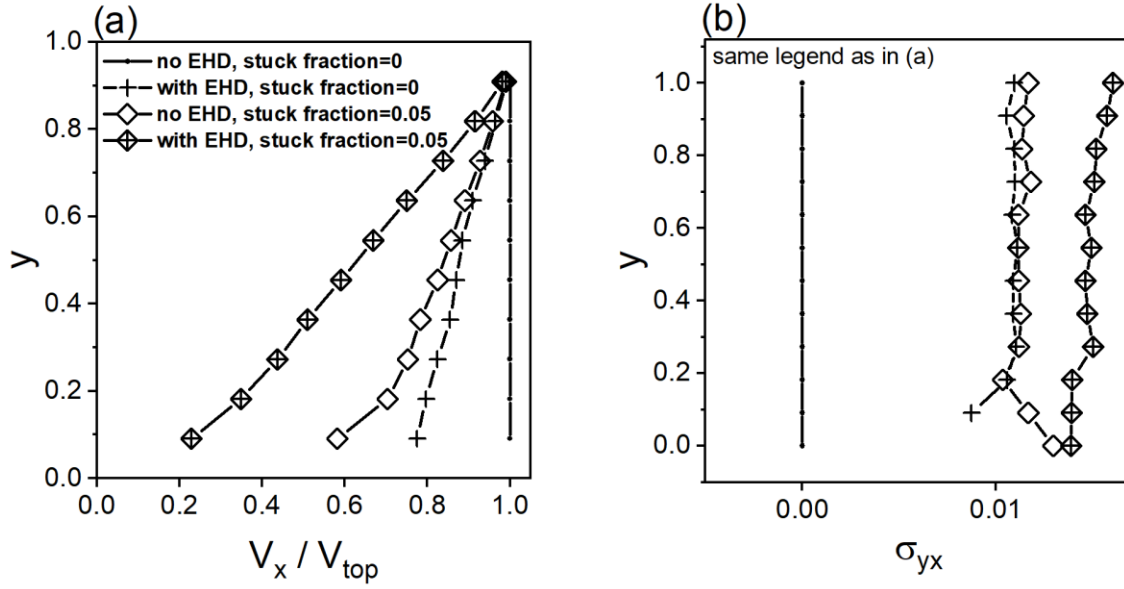 (a)
1.0
0.8
0.6
0.4
0.2
0.0
y
no EHD, stuck fraction=0
with EHD, stuck fraction=0
no EHD, stuck fraction=0.05
with EHD, stuck fraction=0.05
0.0 0.2 0.4 0.6 0.8 1.0
Vx / Vtop
(b)
same legend as in (a)
1.0
0.8
0.6
0.4
0.2
0.0
y
0.00 0.01
σyx